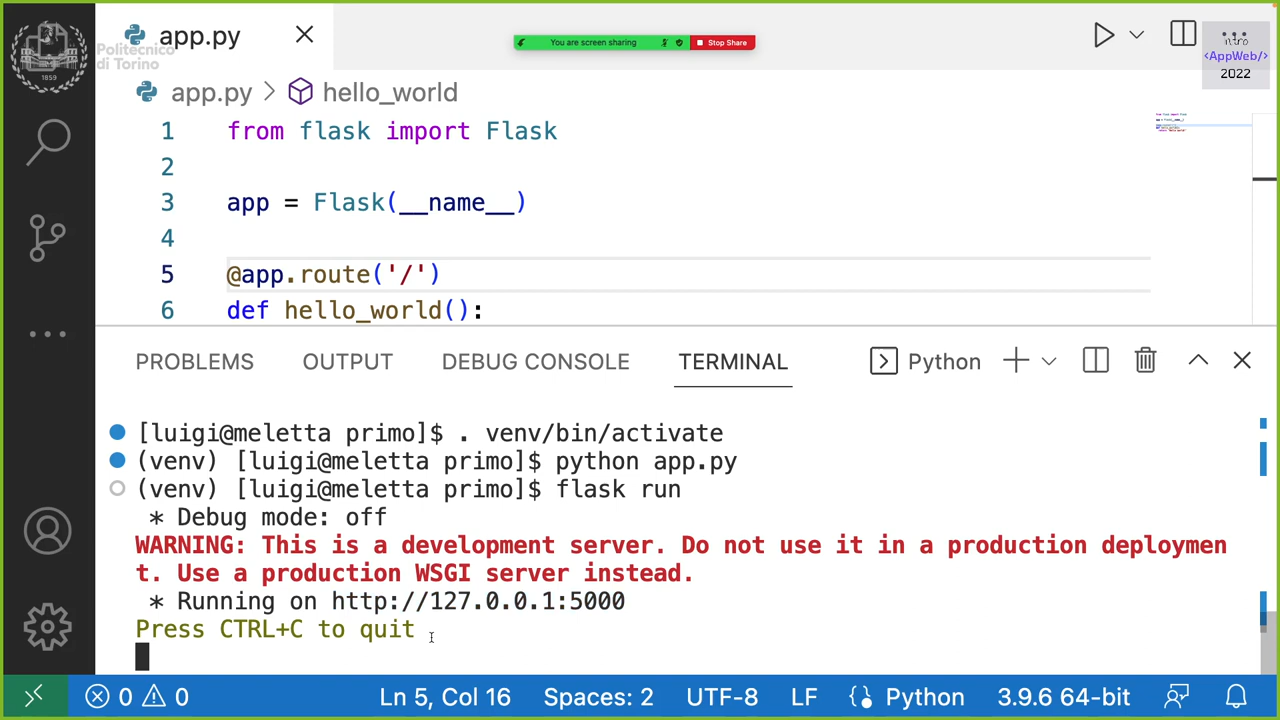 app.py
You are screen sharing
Stop Share
Politecnico
di Torino
1859
intro
<AppWeb/>
2022
app.py > hello_world
1 from flask import Flask
2
3 app = Flask(__name__)
4
5 @app.route('/')
6 def hello_world():
PROBLEMS OUTPUT DEBUG CONSOLE TERMINAL Python
[luigi@meletta primo]$ . venv/bin/activate
(venv) [luigi@meletta primo]$ python app.py
(venv) [luigi@meletta primo]$ flask run
* Debug mode: off
WARNING: This is a development server. Do not use it in a production deploymen
t. Use a production WSGI server instead.
* Running on http://127.0.0.1:5000
Press CTRL+C to quit
0 0 Ln 5, Col 16 Spaces: 2 UTF-8 LF Python 3.9.6 64-bit